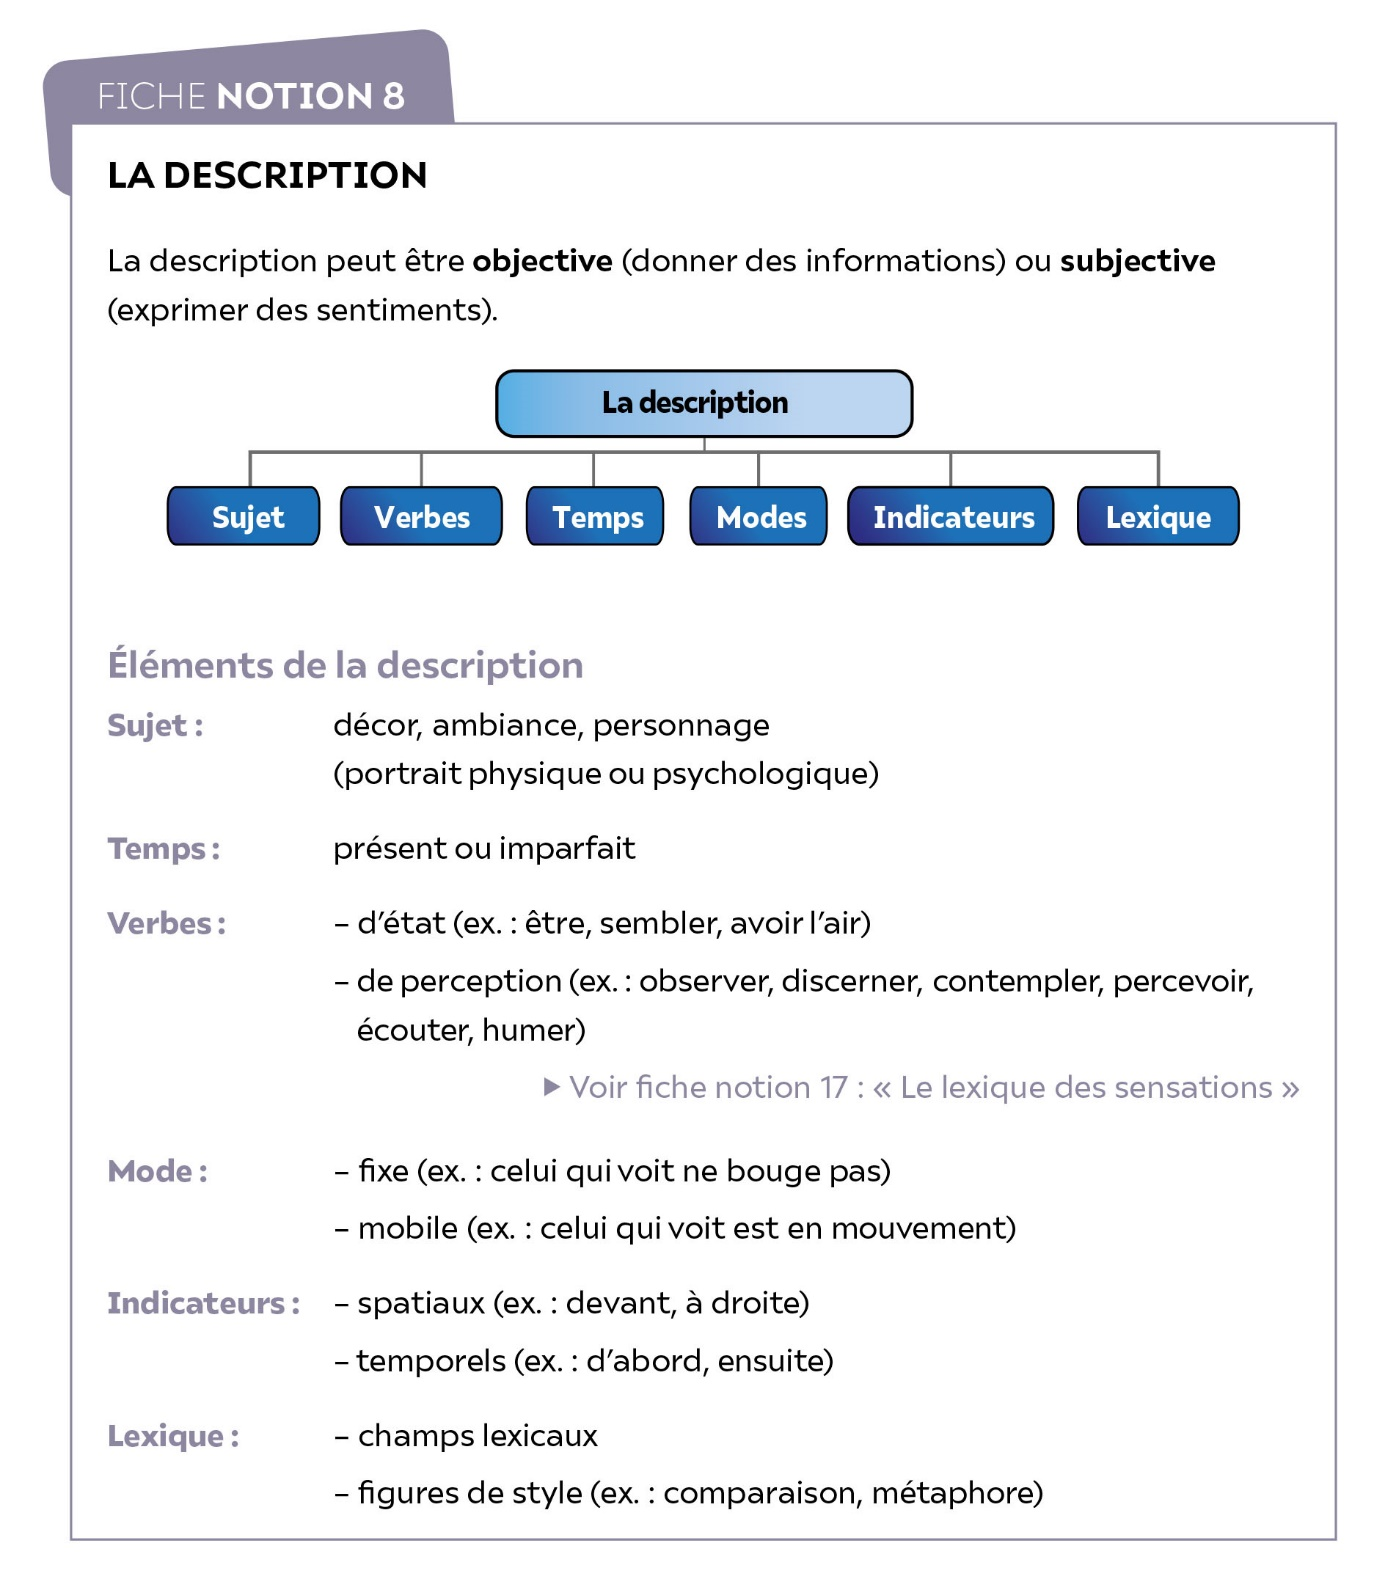 FICHE NOTION 8
LA DESCRIPTION
La description peut être objective (donner des informations) ou subjective
(exprimer des sentiments).
La description
Sujet Verbes Temps Modes Indicateurs Lexique
Éléments de la description
Sujet : décor, ambiance, personnage
(portrait physique ou psychologique)
Temps : présent ou imparfait
Verbes : – d’état (ex. : être, sembler, avoir l’air)
– de perception (ex. : observer, discerner, contempler, percevoir,
écouter, humer)
▶ Voir fiche notion 17 : « Le lexique des sensations »
Mode : – fixe (ex. : celui qui voit ne bouge pas)
– mobile (ex. : celui qui voit est en mouvement)
Indicateurs : – spatiaux (ex. : devant, à droite)
– temporels (ex. : d’abord, ensuite)
Lexique : – champs lexicaux
– figures de style (ex. : comparaison, métaphore)